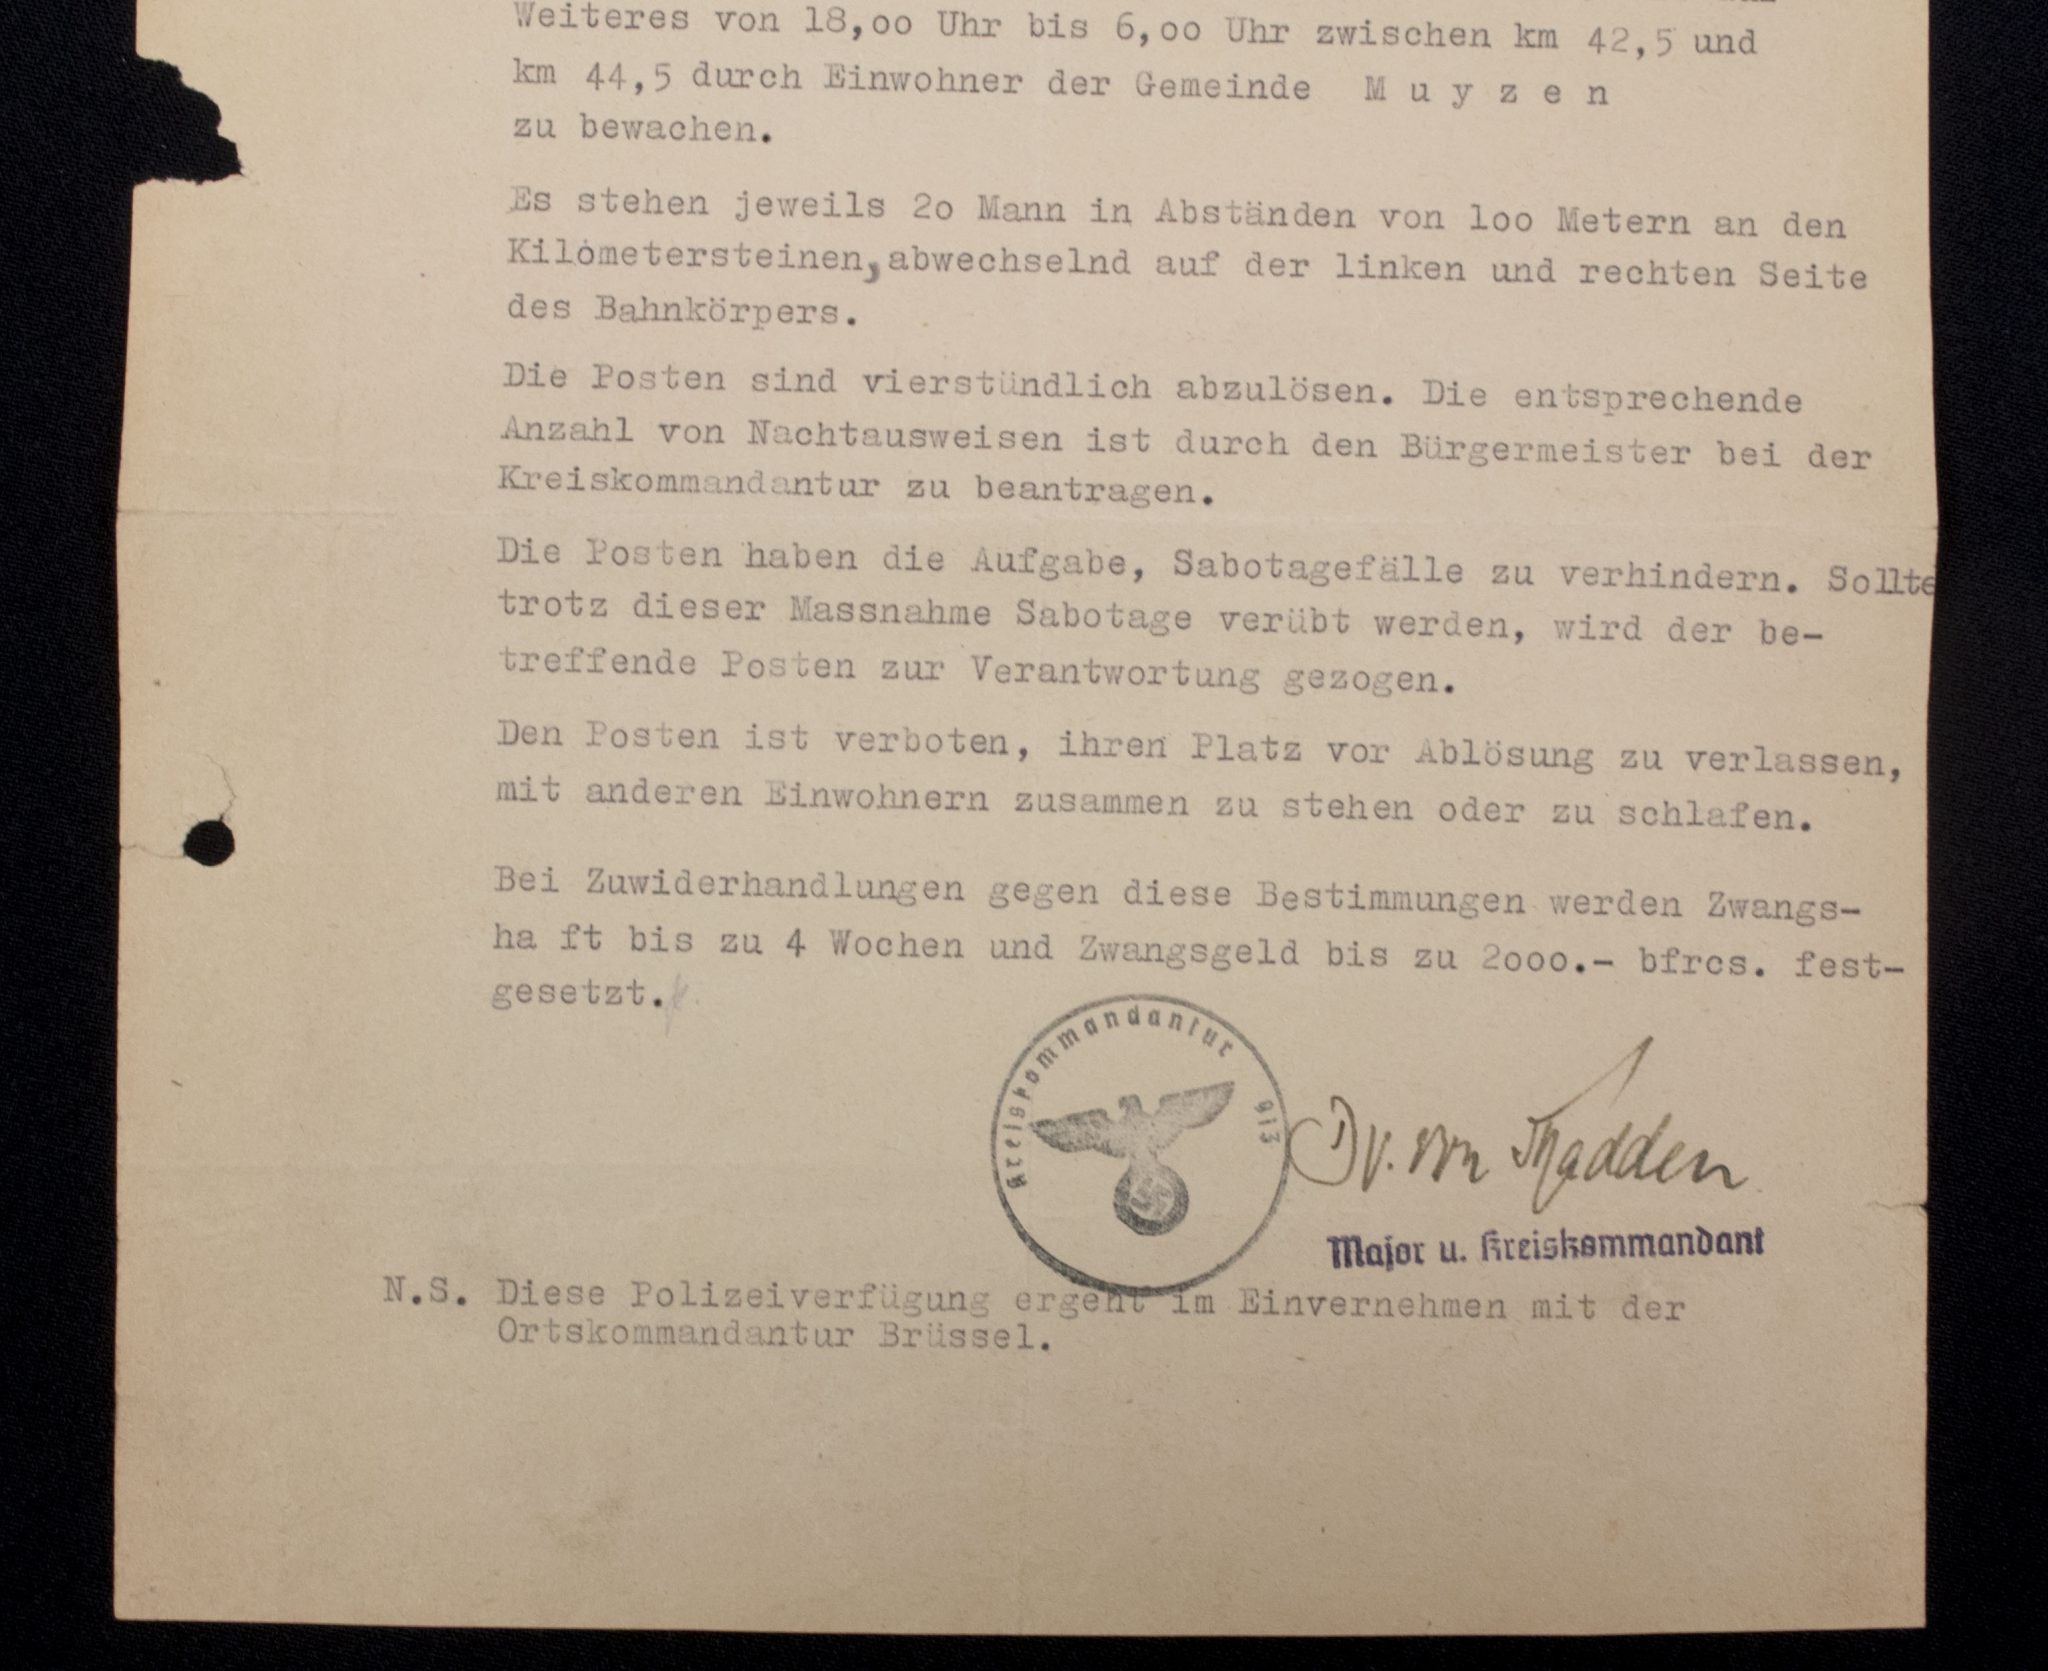 Weiteres von 18,oo Uhr bis 6,oo Uhr zwischen km 42,5 und
km 44,5 durch Einwohner der Gemeinde M u y z e n
zu bewachen.
Es stehen jeweils 2o Mann in Abständen von loo Metern an den
Kilometersteinen,abwechselnd auf der linken und rechten Seite
des Bahnkörpers.
Die Posten sind vierstündlich abzulösen. Die entsprechende
Anzahl von Nachtausweisen ist durch den Bürgermeister bei der
Kreiskommandantur zu beantragen.
Die Posten haben die Aufgabe, Sabotagefälle zu verhindern. Sollte
trotz dieser Massnahme Sabotage verübt werden, wird der be-
treffende Posten zur Verantwortung gezogen.
Den Posten ist verboten, ihren Platz vor Ablösung zu verlassen,
mit anderen Einwohnern zusammen zu stehen oder zu schlafen.
Bei Zuwiderhandlungen gegen diese Bestimmungen werden Zwangs-
ha ft bis zu 4 Wochen und Zwangsgeld bis zu 2ooo.- bfrcs. fest-
gesetzt.
Kreiskommandantur 913
Dr. von Thadden
Major u. Kreiskommandant
N.S. Diese Polizeiverfügung ergeht im Einvernehmen mit der
Ortskommandantur Brüssel.